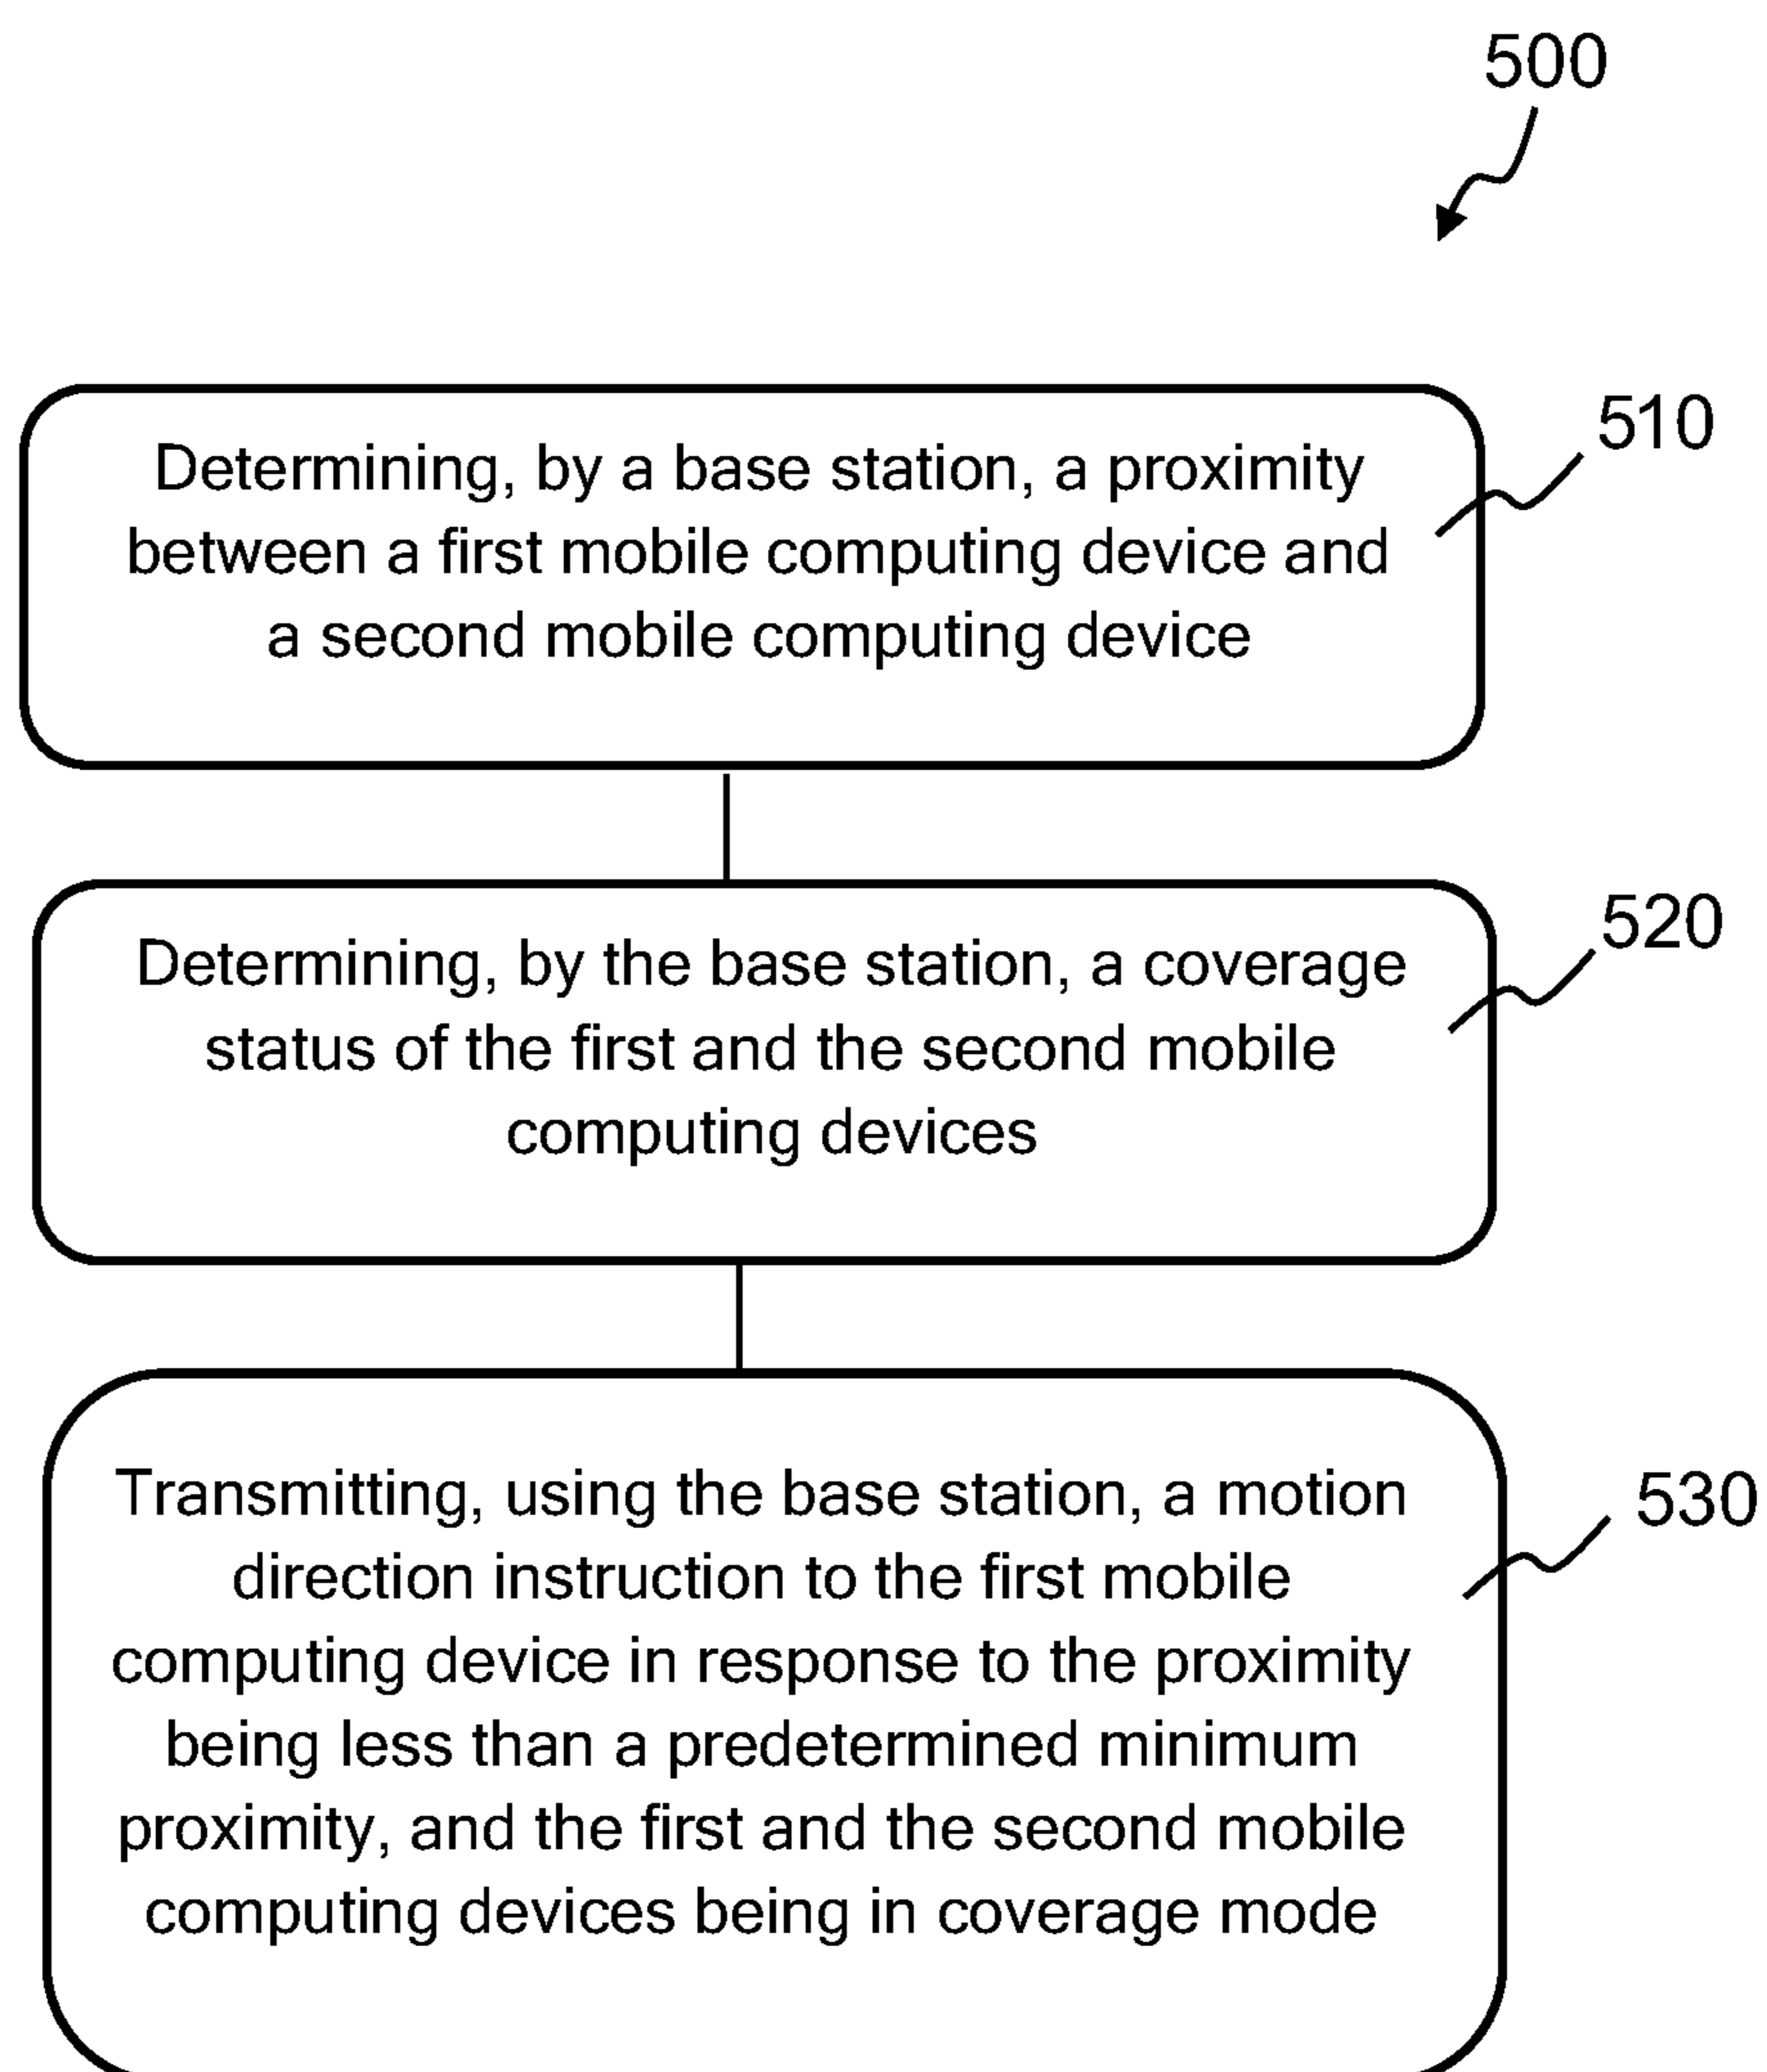 500
510
Determining, by a base station, a proximity
between a first mobile computing device and
a second mobile computing device
520
Determining, by the base station, a coverage
status of the first and the second mobile
computing devices
530
Transmitting, using the base station, a motion
direction instruction to the first mobile
computing device in response to the proximity
being less than a predetermined minimum
proximity, and the first and the second mobile
computing devices being in coverage mode